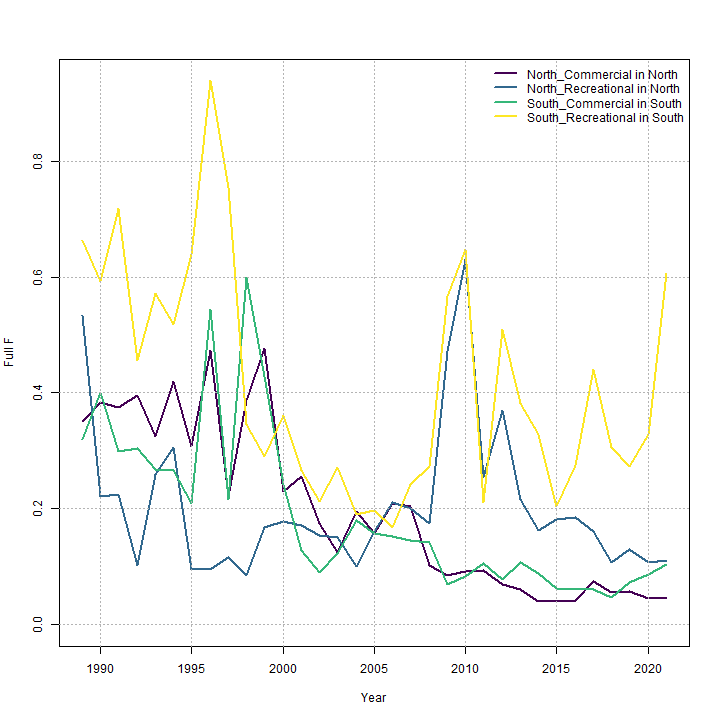 North_Commercial in North
North_Recreational in North
South_Commercial in South
South_Recreational in South
Full F
0.8
0.6
0.4
0.2
0.0
1990 1995 2000 2005 2010 2015 2020
Year